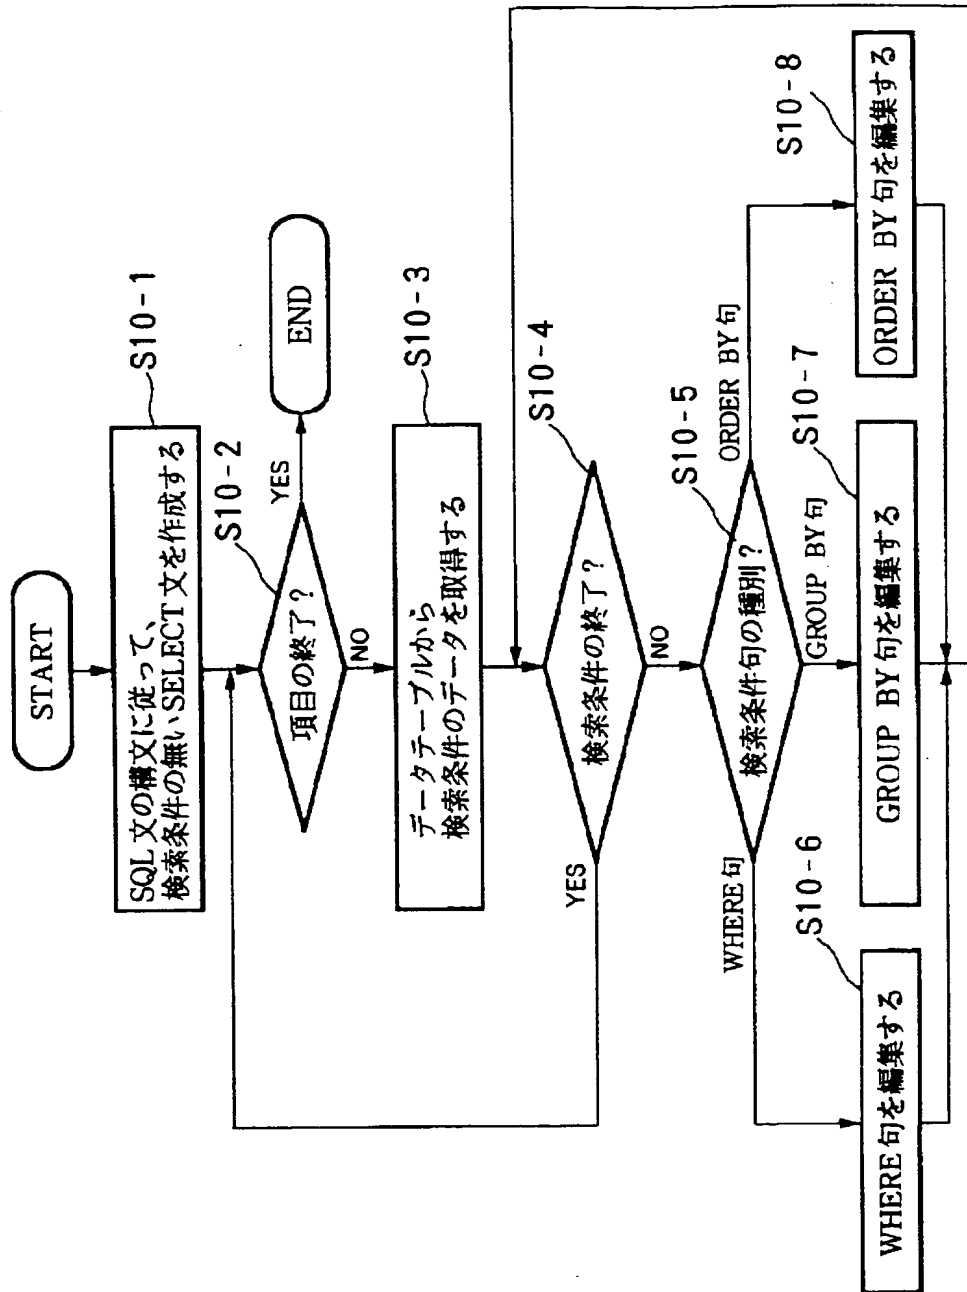 START
S10-1
SQL文の構文に従って、
検索条件の無いSELECT文を作成する
S10-2
項目の終了?
YES
END
NO
S10-3
データテーブルから
検索条件のデータを取得する
S10-4
検索条件の終了?
YES
NO
S10-5
検索条件句の種別?
WHERE句
GROUP BY句
ORDER BY句
S10-6
WHERE句を編集する
S10-7
GROUP BY句を編集する
S10-8
ORDER BY句を編集する